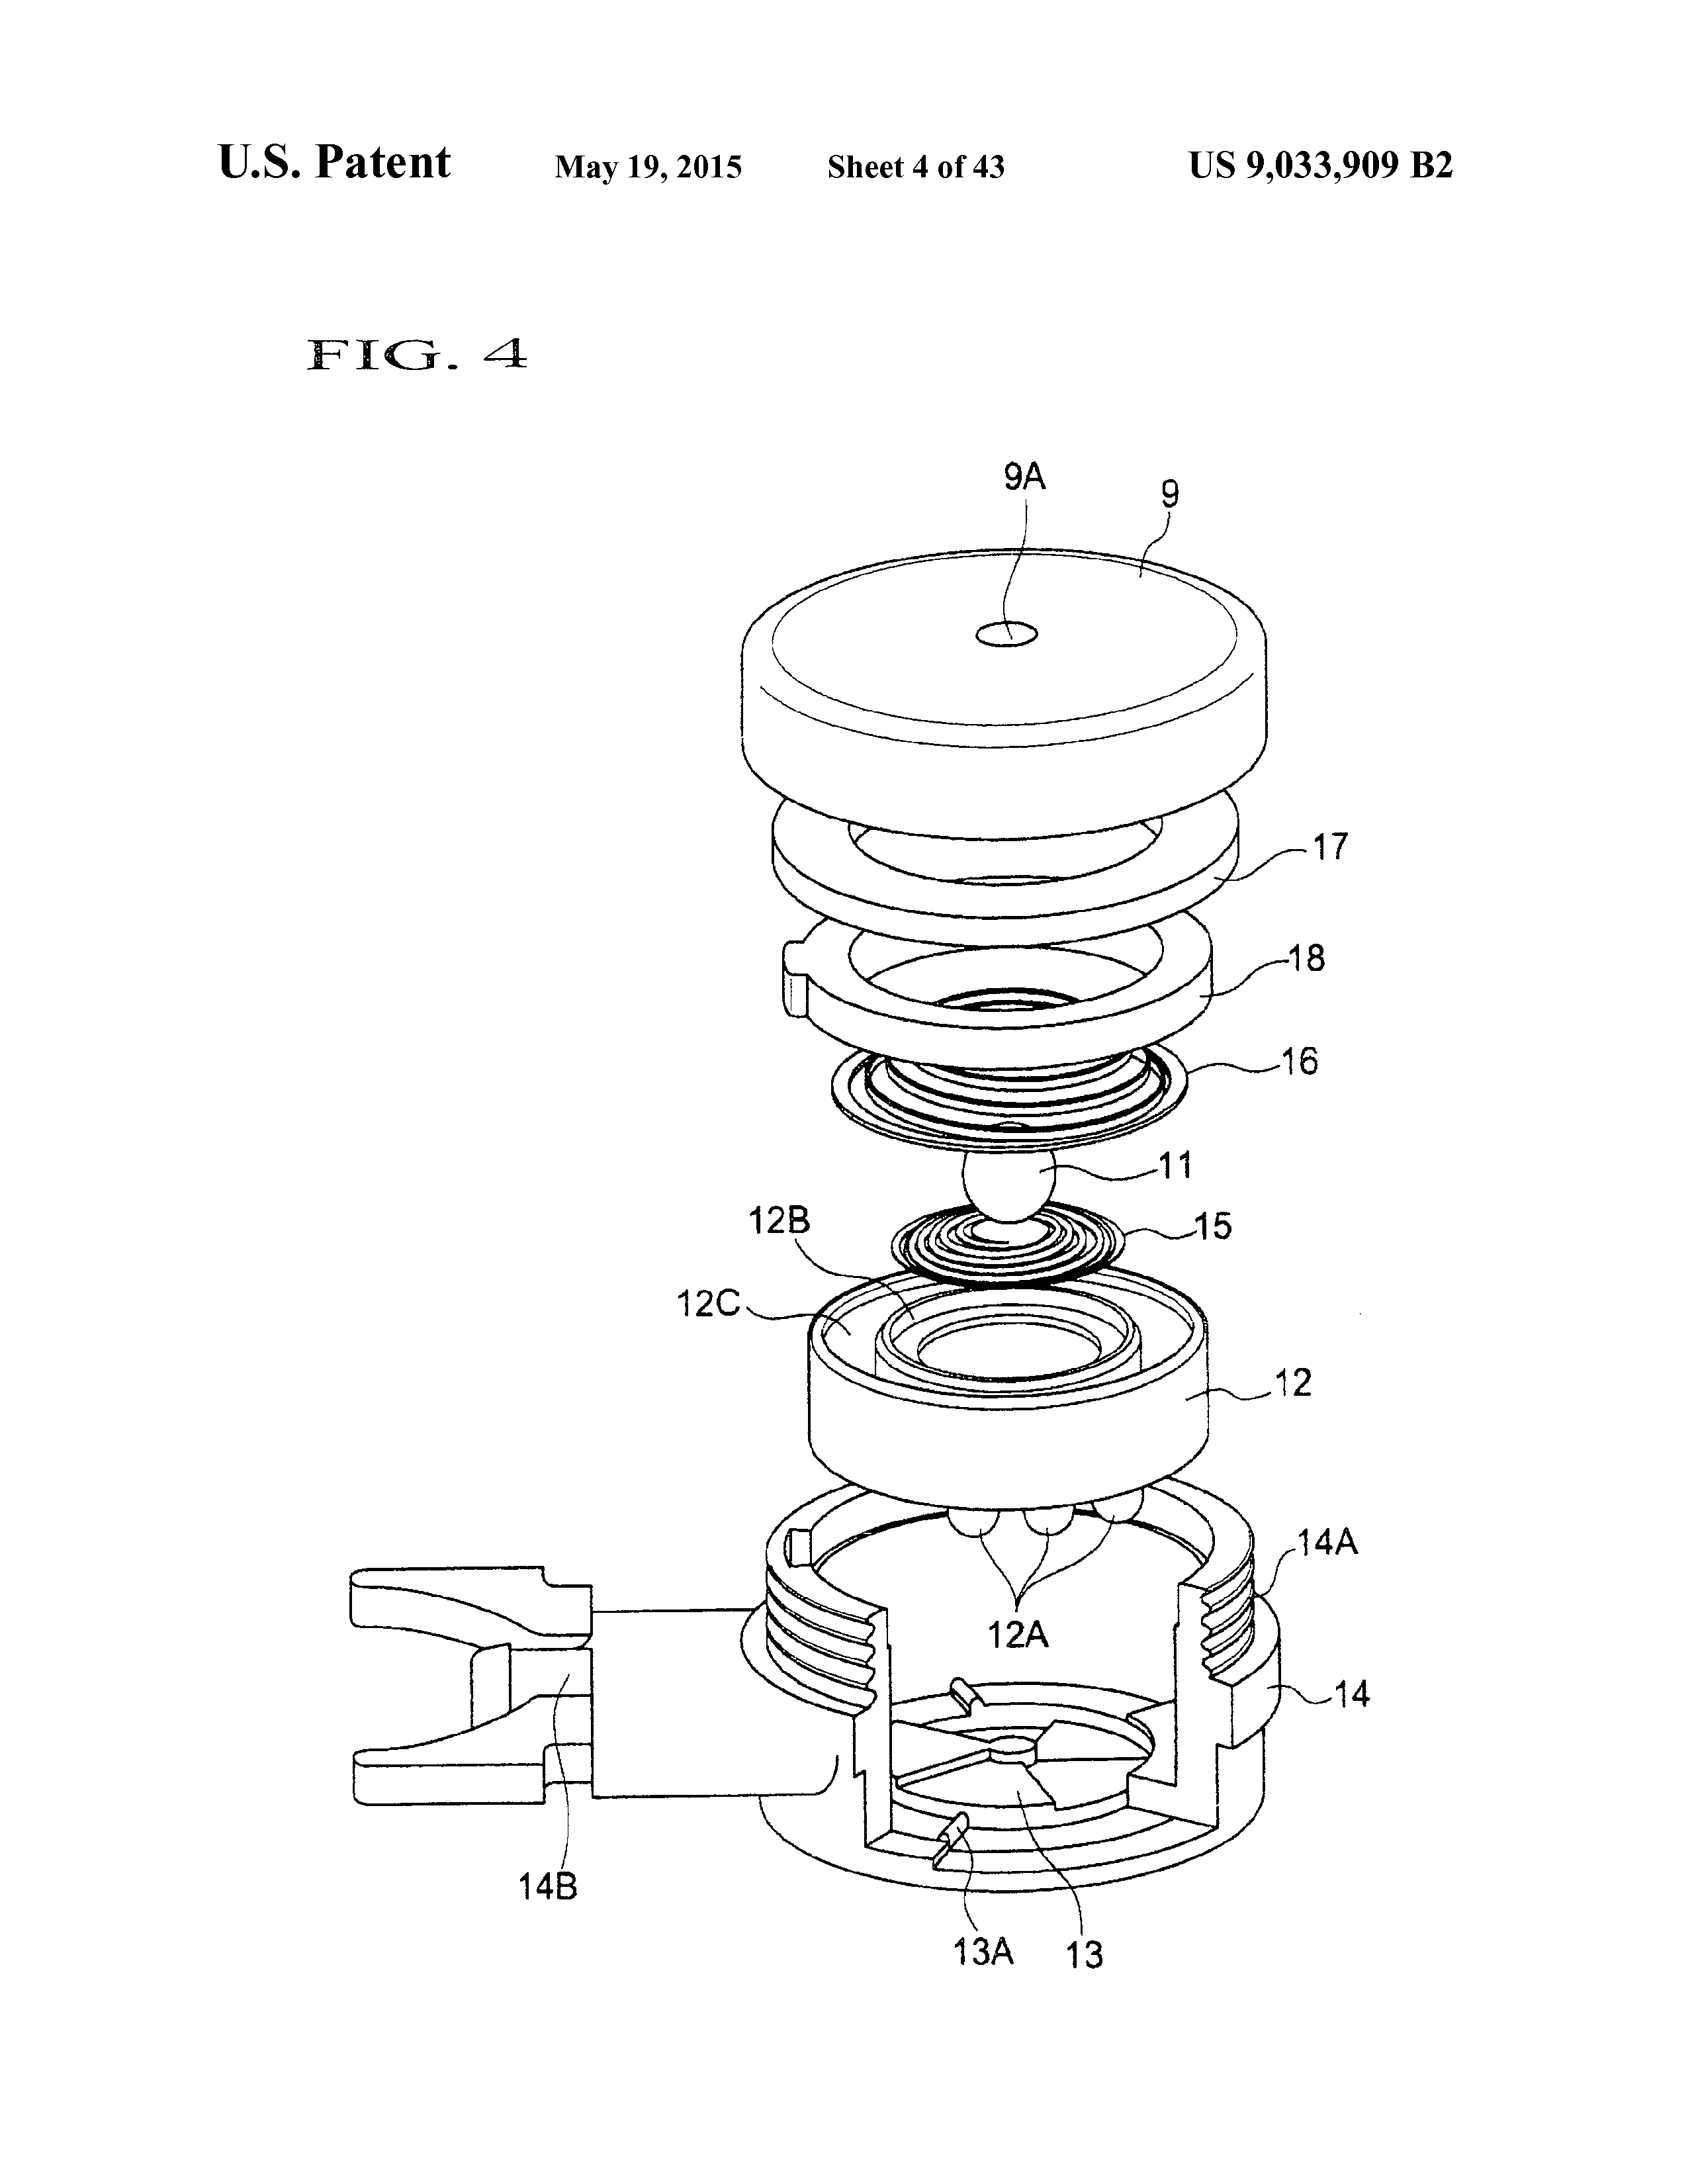 U.S. Patent May 19, 2015 Sheet 4 of 43 US 9,033,909 B2
FIG. 4
9A
9
17
18
16
11
15
12B
12C
12
14A
12A
14
14B
13A
13